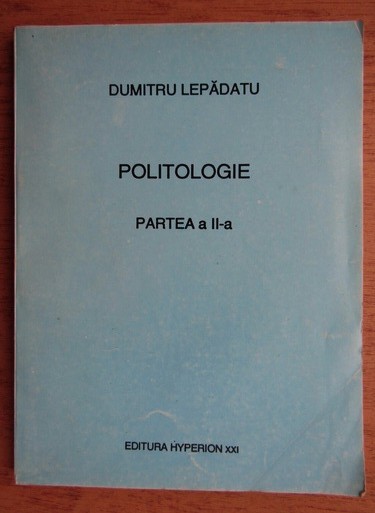 DUMITRU LEPĂDATU
POLITOLOGIE
PARTEA a II-a
EDITURA HYPERION XXI